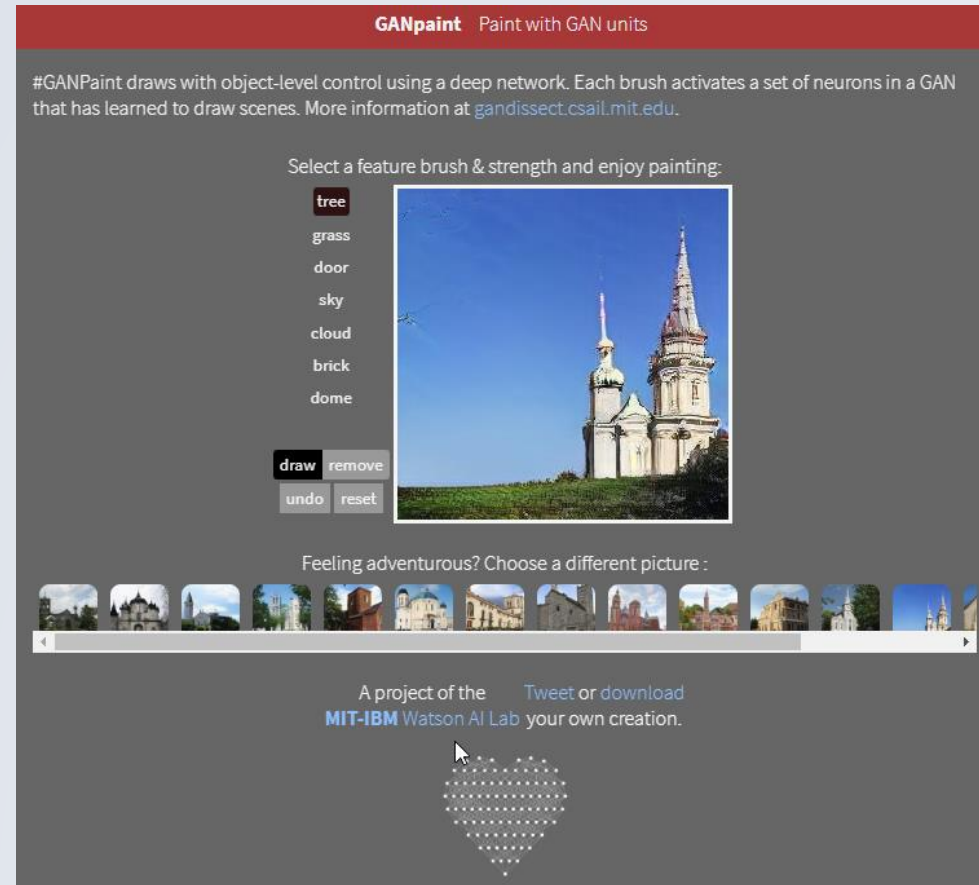 GANpaint Paint with GAN units
#GANPaint draws with object-level control using a deep network. Each brush activates a set of neurons in a GAN
that has learned to draw scenes. More information at gandissect.csail.mit.edu.
Select a feature brush & strength and enjoy painting:
tree
grass
door
sky
cloud
brick
dome
draw remove
undo reset
Feeling adventurous? Choose a different picture :
A project of the
MIT-IBM Watson AI Lab
Tweet or download
your own creation.